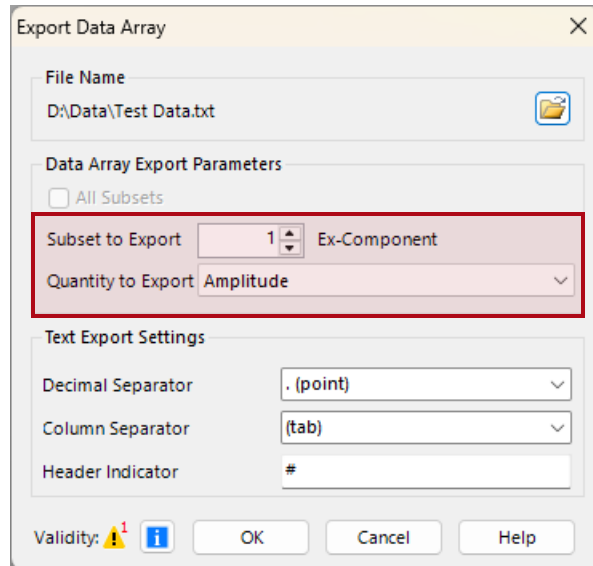 Export Data Array
File Name
D:\Data\Test Data.txt
Data Array Export Parameters
All Subsets
Subset to Export 1 Ex-Component
Quantity to Export Amplitude
Text Export Settings
Decimal Separator . (point)
Column Separator (tab)
Header Indicator #
Validity: 1 OK Cancel Help